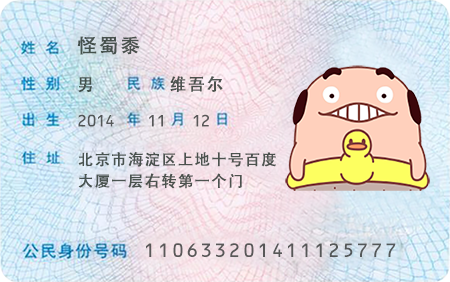 姓名 怪蜀黍
性别 男 民族 维吾尔
出生 2014 年 11 月 12 日
住址 北京市海淀区上地十号百度
大厦一层右转第一个门
公民身份号码 110633201411125777